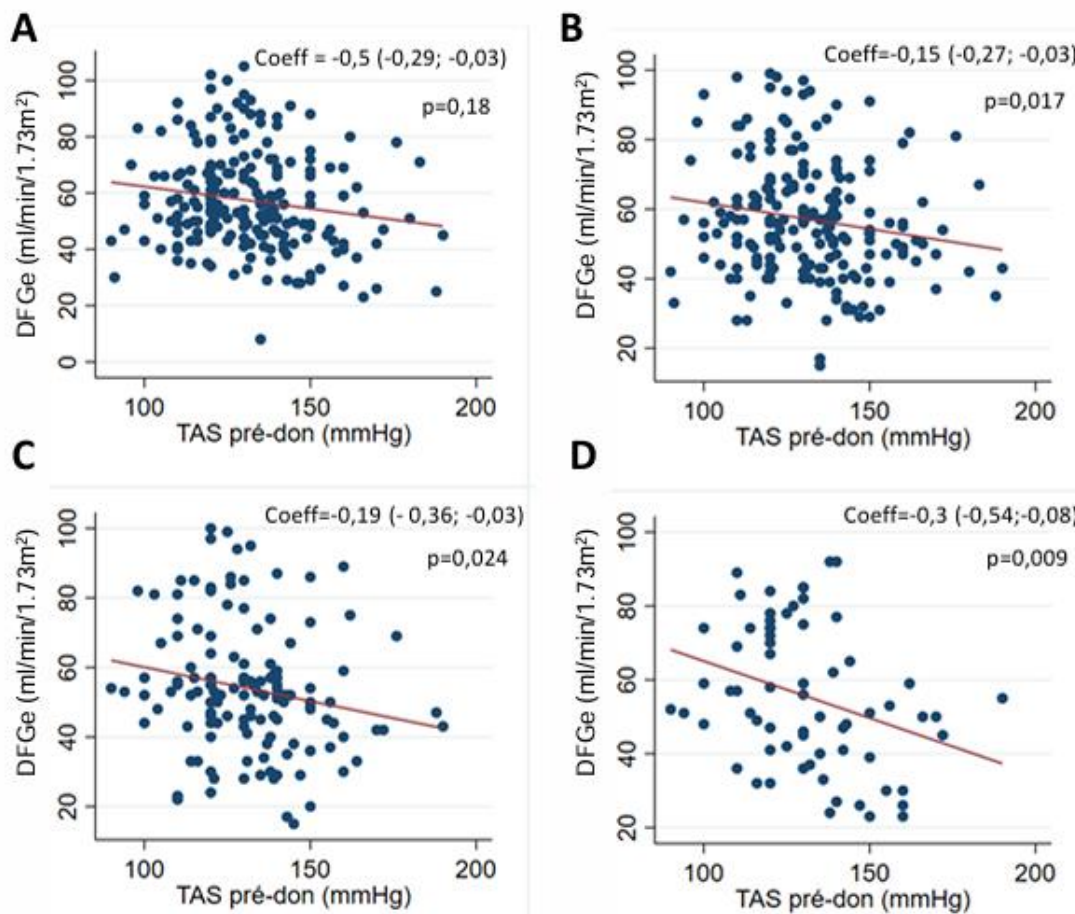 A
Coeff = -0,5 (-0,29; -0,03)
p=0,18
DFGe (ml/min/1.73m²)
100
80
60
40
20
0
100
150
200
TAS pré-don (mmHg)
B
Coeff=-0,15 (-0,27; -0,03)
p=0,017
DFGe (ml/min/1.73m²)
100
80
60
40
20
100
150
200
TAS pré-don (mmHg)
C
Coeff=-0,19 (- 0,36; -0,03)
p=0,024
DFGe (ml/min/1.73m²)
100
80
60
40
20
100
150
200
TAS pré-don (mmHg)
D
Coeff=-0,3 (-0,54;-0,08)
p=0,009
DFGe (ml/min/1.73m²)
100
80
60
40
20
100
150
200
TAS pré-don (mmHg)